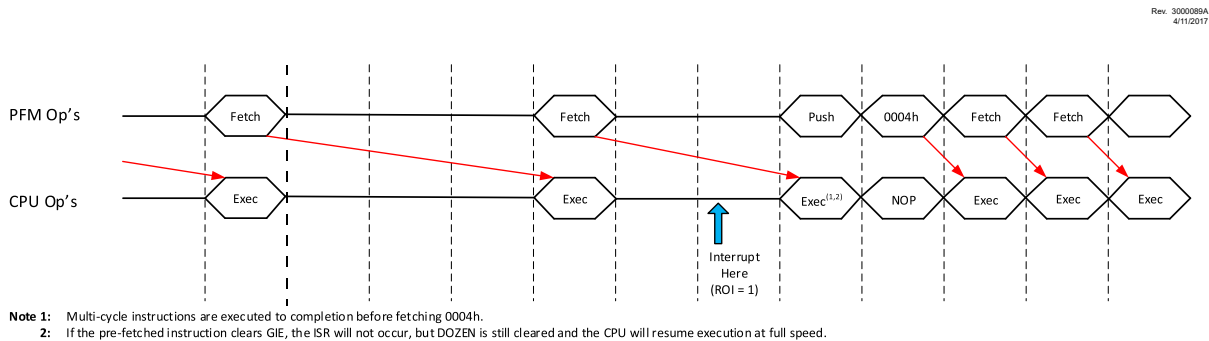 Rev. 3000089A
4/11/2017
PFM Op's
Fetch
Fetch
Push
0004h
Fetch
Fetch
CPU Op's
Exec
Exec
Exec(1,2)
NOP
Exec
Exec
Exec
Interrupt
Here
(ROI = 1)
Note 1: Multi-cycle instructions are executed to completion before fetching 0004h.
2: If the pre-fetched instruction clears GIE, the ISR will not occur, but DOZEN is still cleared and the CPU will resume execution at full speed.